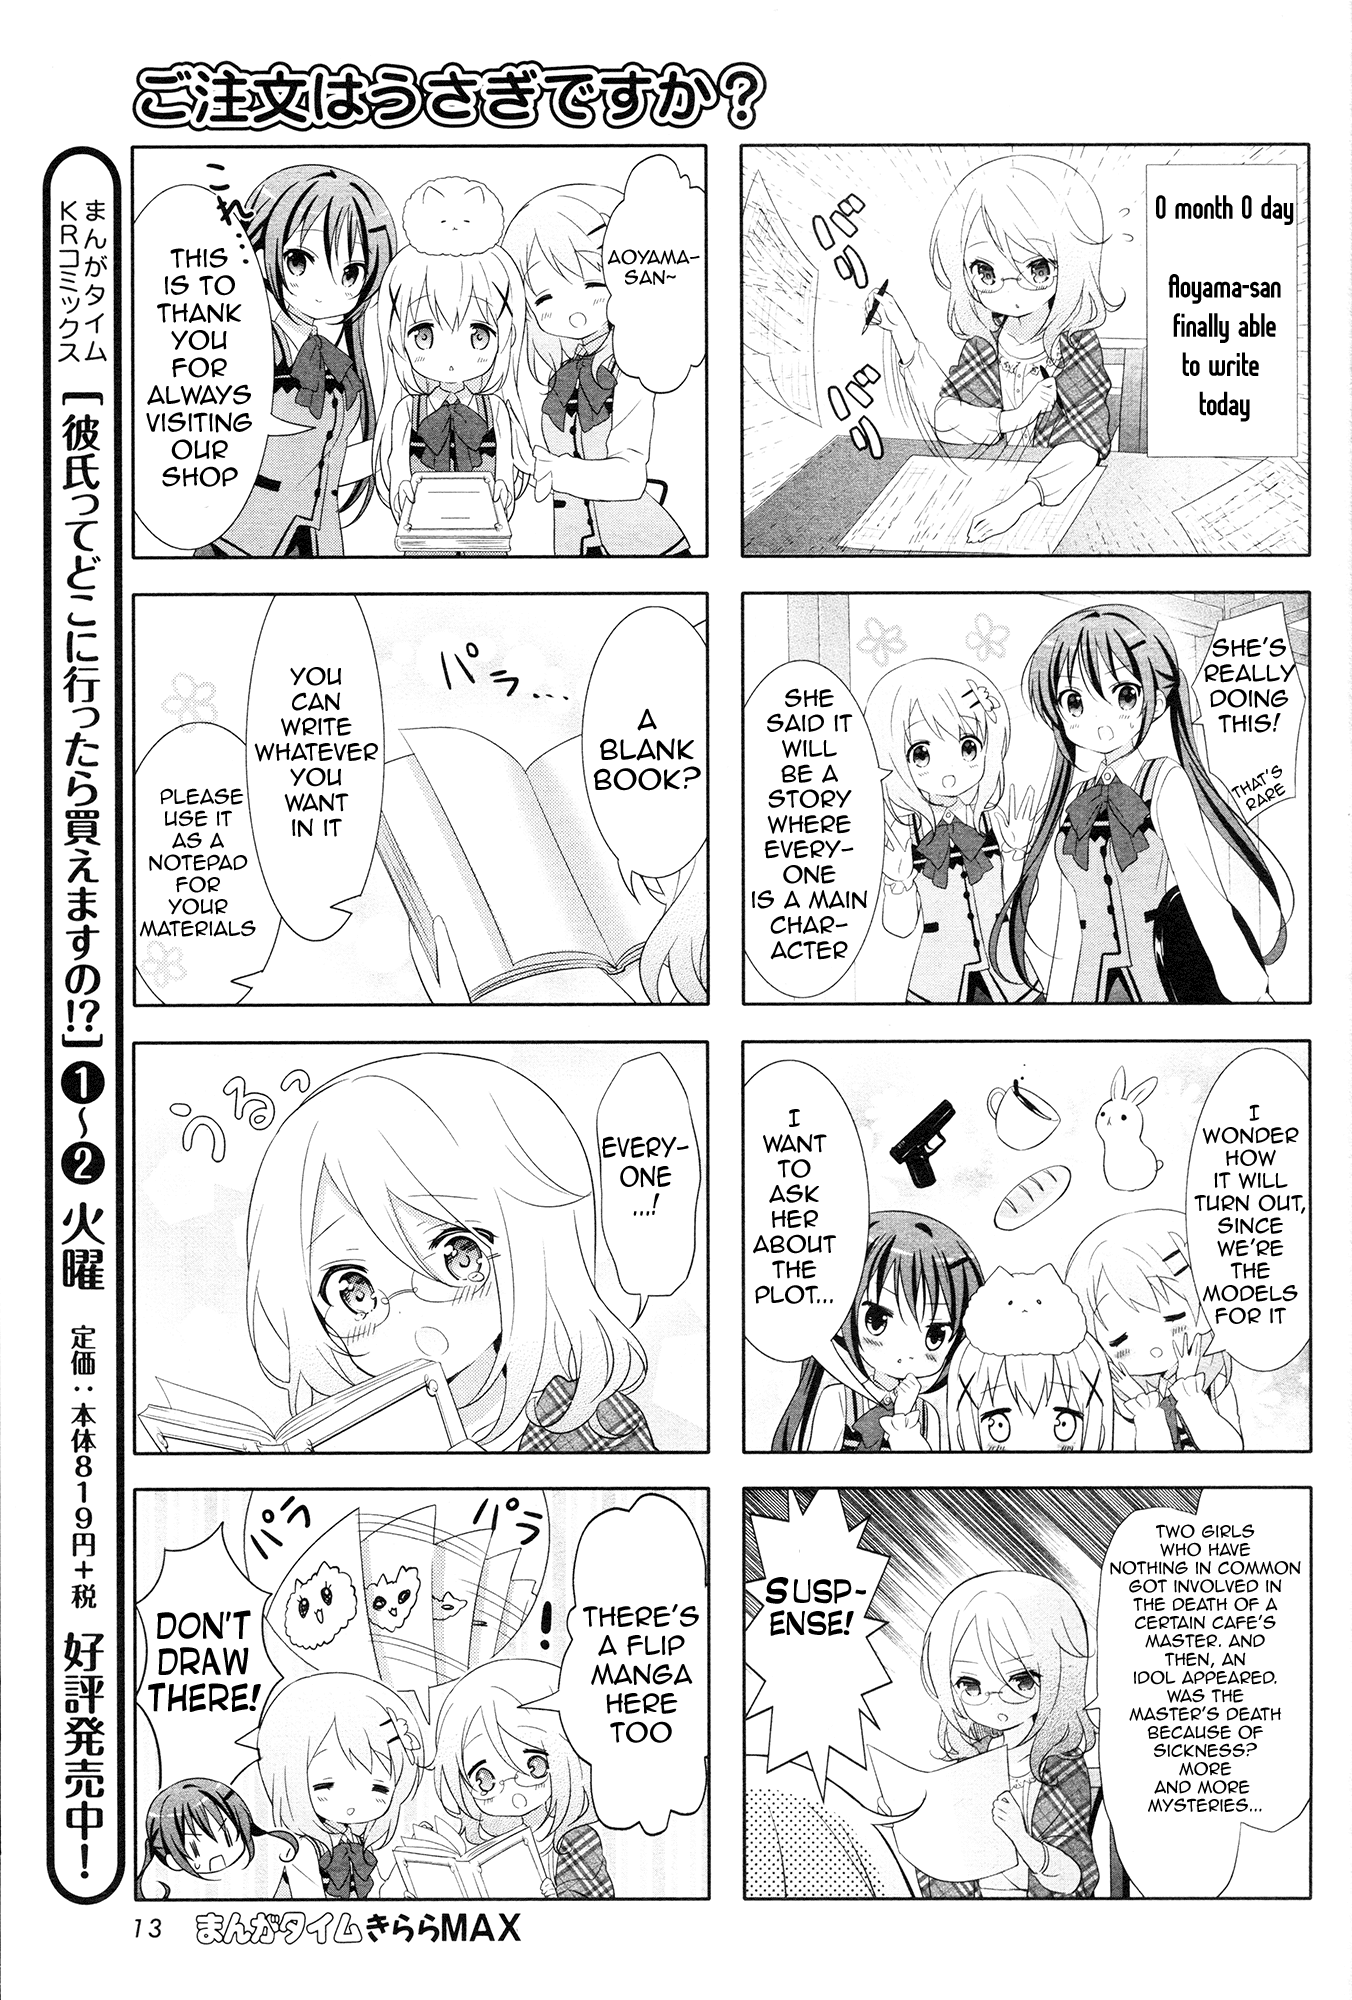 ご注文はうさぎですか?
0 month 0 day
Aoyama-san
finally able
to write
today
バリ
バリ
SHE'S
REALLY
DOING
THIS!
THAT'S
RARE
SHE
SAID IT
WILL
BE A
STORY
WHERE
EVERY-
ONE
IS A MAIN
CHAR-
ACTER
I
WONDER
HOW
IT WILL
TURN OUT,
SINCE
WE'RE
THE
MODELS
FOR IT
I
WANT
TO
ASK
HER
ABOUT
THE
PLOT...
TWO GIRLS
WHO HAVE
NOTHING IN COMMON
GOT INVOLVED IN
THE DEATH OF A
CERTAIN CAFE'S
MASTER. AND
THEN, AN
IDOL APPEARED.
WAS THE
MASTER'S DEATH
BECAUSE OF
SICKNESS?
MORE
AND MORE
MYSTERIES...
SUSP-
ENSE!
AOYAMA-
SAN~
これ...
THIS
IS TO
THANK
YOU
FOR
ALWAYS
VISITING
OUR
SHOP
A
BLANK
BOOK?
パラ...
YOU
CAN
WRITE
WHATEVER
YOU
WANT
IN IT
PLEASE
USE IT
AS A
NOTEPAD
FOR
YOUR
MATERIALS
EVERY-
ONE
...!
うるっ
THERE'S
A FLIP
MANGA
HERE
TOO
!
パラ
パラ
DON'T
DRAW
THERE!
まんがタイム
KRコミックス
[彼氏ってどこに行ったら買えますの!?]①~② 火曜 定価:本体819円+税 好評発売中!
13 まんがタイムきららMAX